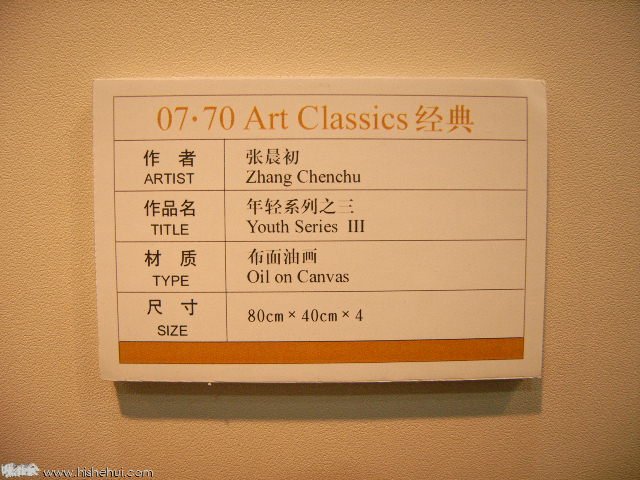 07·70 Art Classics 经典
作 者 张晨初
ARTIST Zhang Chenchu
作品名 年轻系列之三
TITLE Youth Series III
材 质 布面油画
TYPE Oil on Canvas
尺 寸 80cm×40cm×4
SIZE
www.hishehui.com